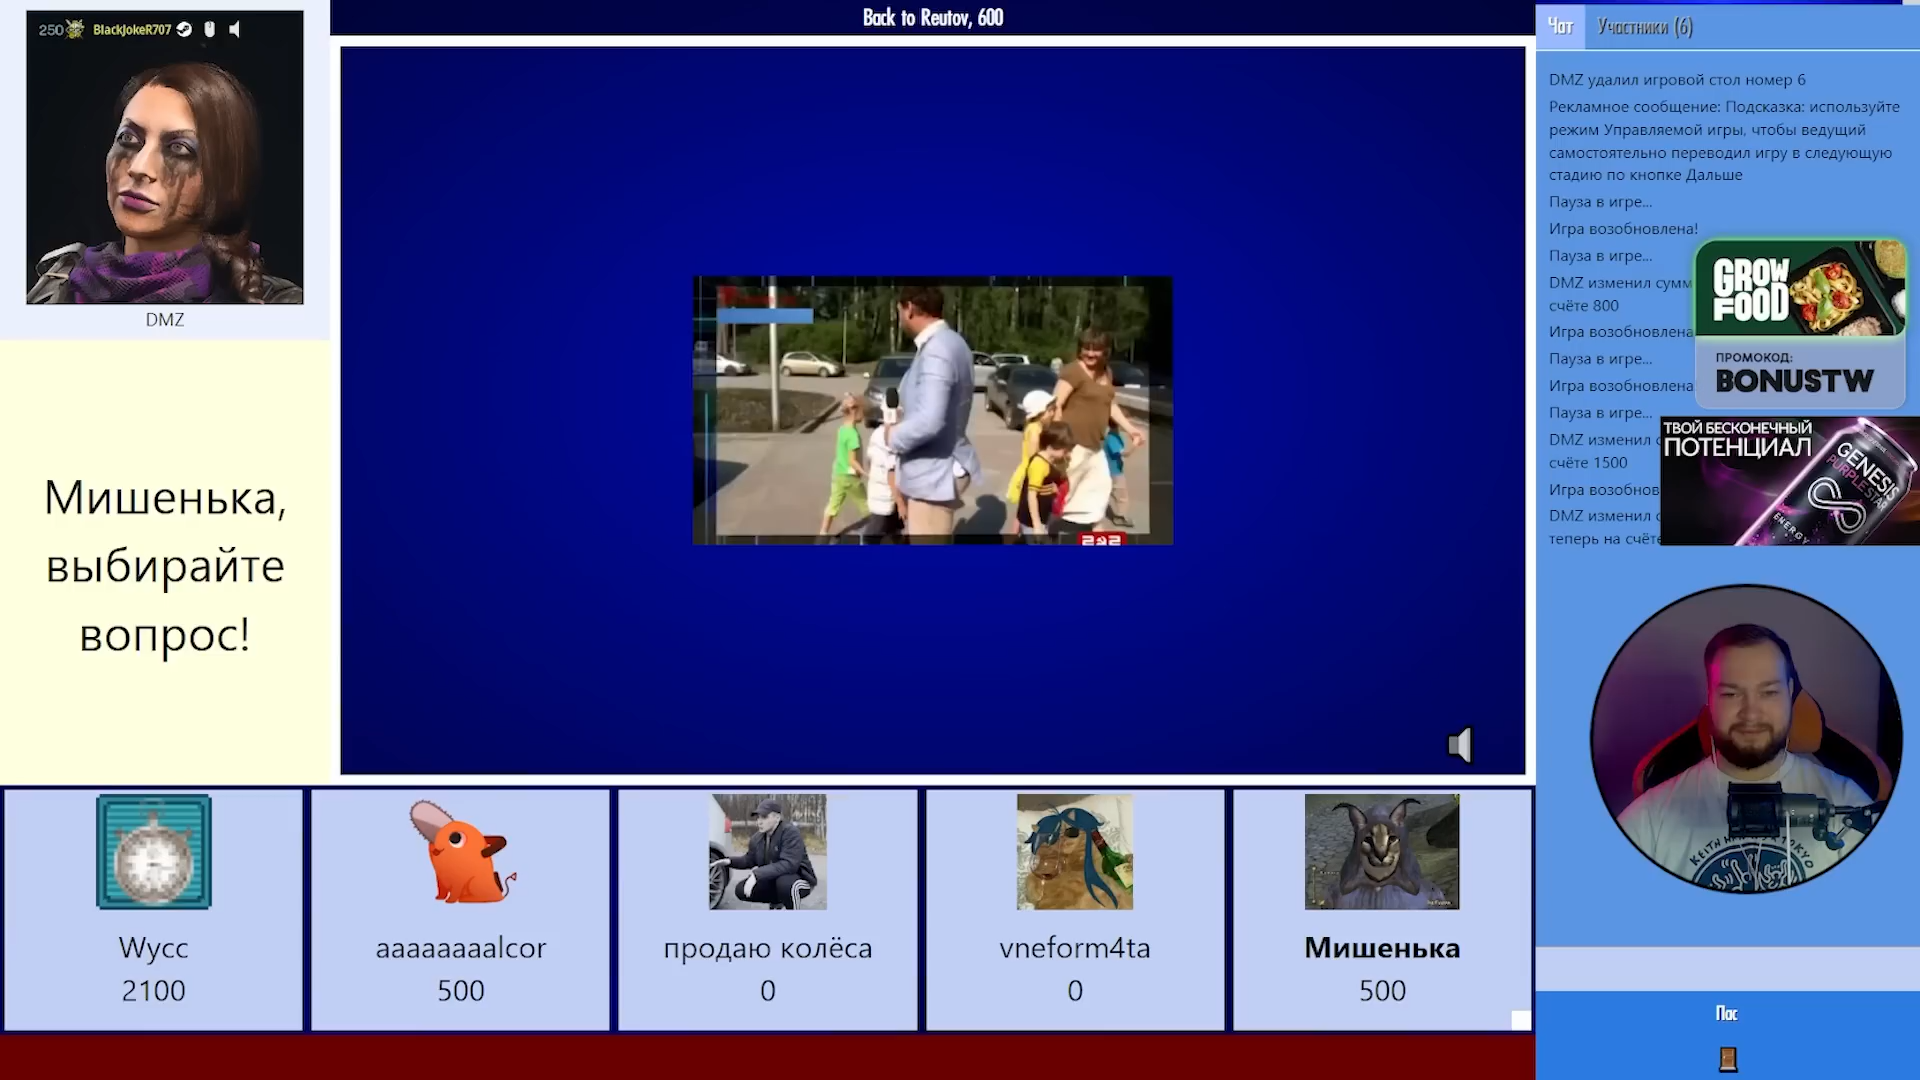 250 BlackJokeR707
DMZ
Мишенька,
выбирайте
вопрос!
Back to Reutov, 600
Wycc
2100
aaaaaaaalcor
500
продаю колёса
0
vneform4ta
0
Мишенька
500
Чат Участники (6)
DMZ удалил игровой стол номер 6
Рекламное сообщение: Подсказка: используйте
режим Управляемой игры, чтобы ведущий
самостоятельно переводил игру в следующую
стадию по кнопке Дальше
Пауза в игре...
Игра возобновлена!
Пауза в игре...
DMZ изменил сумм
счёте 800
Игра возобновлена
Пауза в игре...
Игра возобновлена
Пауза в игре...
DMZ изменил с
счёте 1500
Игра возобнов
DMZ изменил с
теперь на счёте
GROW
FOOD
ПРОМОКОД:
BONUSTW
ТВОЙ БЕСКОНЕЧНЫЙ
ПОТЕНЦИАЛ
GENESIS
PURPLE STAR
ENERGY
Пас